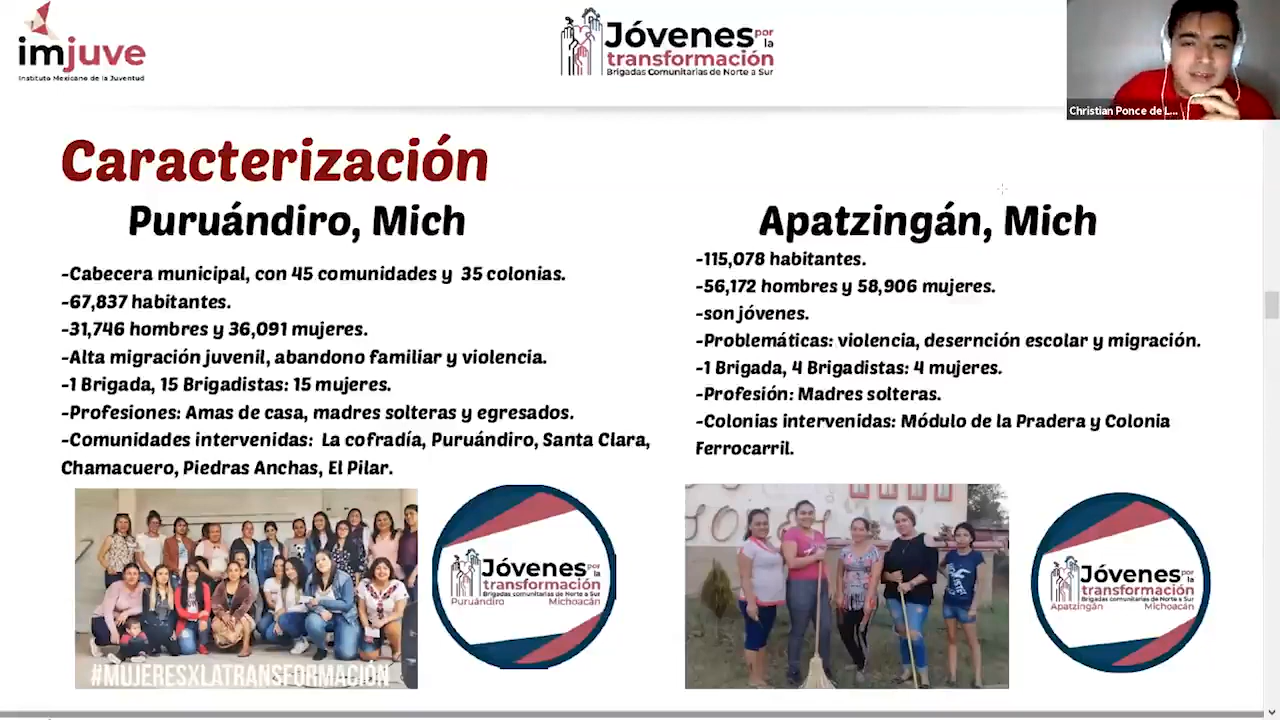 imjuve
Instituto Mexicano de la Juventud
Jóvenes por la
transformación
Brigadas Comunitarias de Norte a Sur
Christian Ponce de L...
Caracterización
Puruándiro, Mich
-Cabecera municipal, con 45 comunidades y 35 colonias.
-67,837 habitantes.
-31,746 hombres y 36,091 mujeres.
-Alta migración juvenil, abandono familiar y violencia.
-1 Brigada, 15 Brigadistas: 15 mujeres.
-Profesiones: Amas de casa, madres solteras y egresados.
-Comunidades intervenidas: La cofradía, Puruándiro, Santa Clara,
Chamacuero, Piedras Anchas, El Pilar.
#MUJERESXLATRANSFORMACIÓN
Jóvenes por la
transformación
Brigadas comunitarias de Norte a Sur
Puruándiro Michoacán
Apatzingán, Mich
-115,078 habitantes.
-56,172 hombres y 58,906 mujeres.
-son jóvenes.
-Problemáticas: violencia, desernción escolar y migración.
-1 Brigada, 4 Brigadistas: 4 mujeres.
-Profesión: Madres solteras.
-Colonias intervenidas: Módulo de la Pradera y Colonia
Ferrocarril.
Jóvenes por la
transformación
Brigadas comunitarias de Norte a Sur
Apatzingán Michoacán